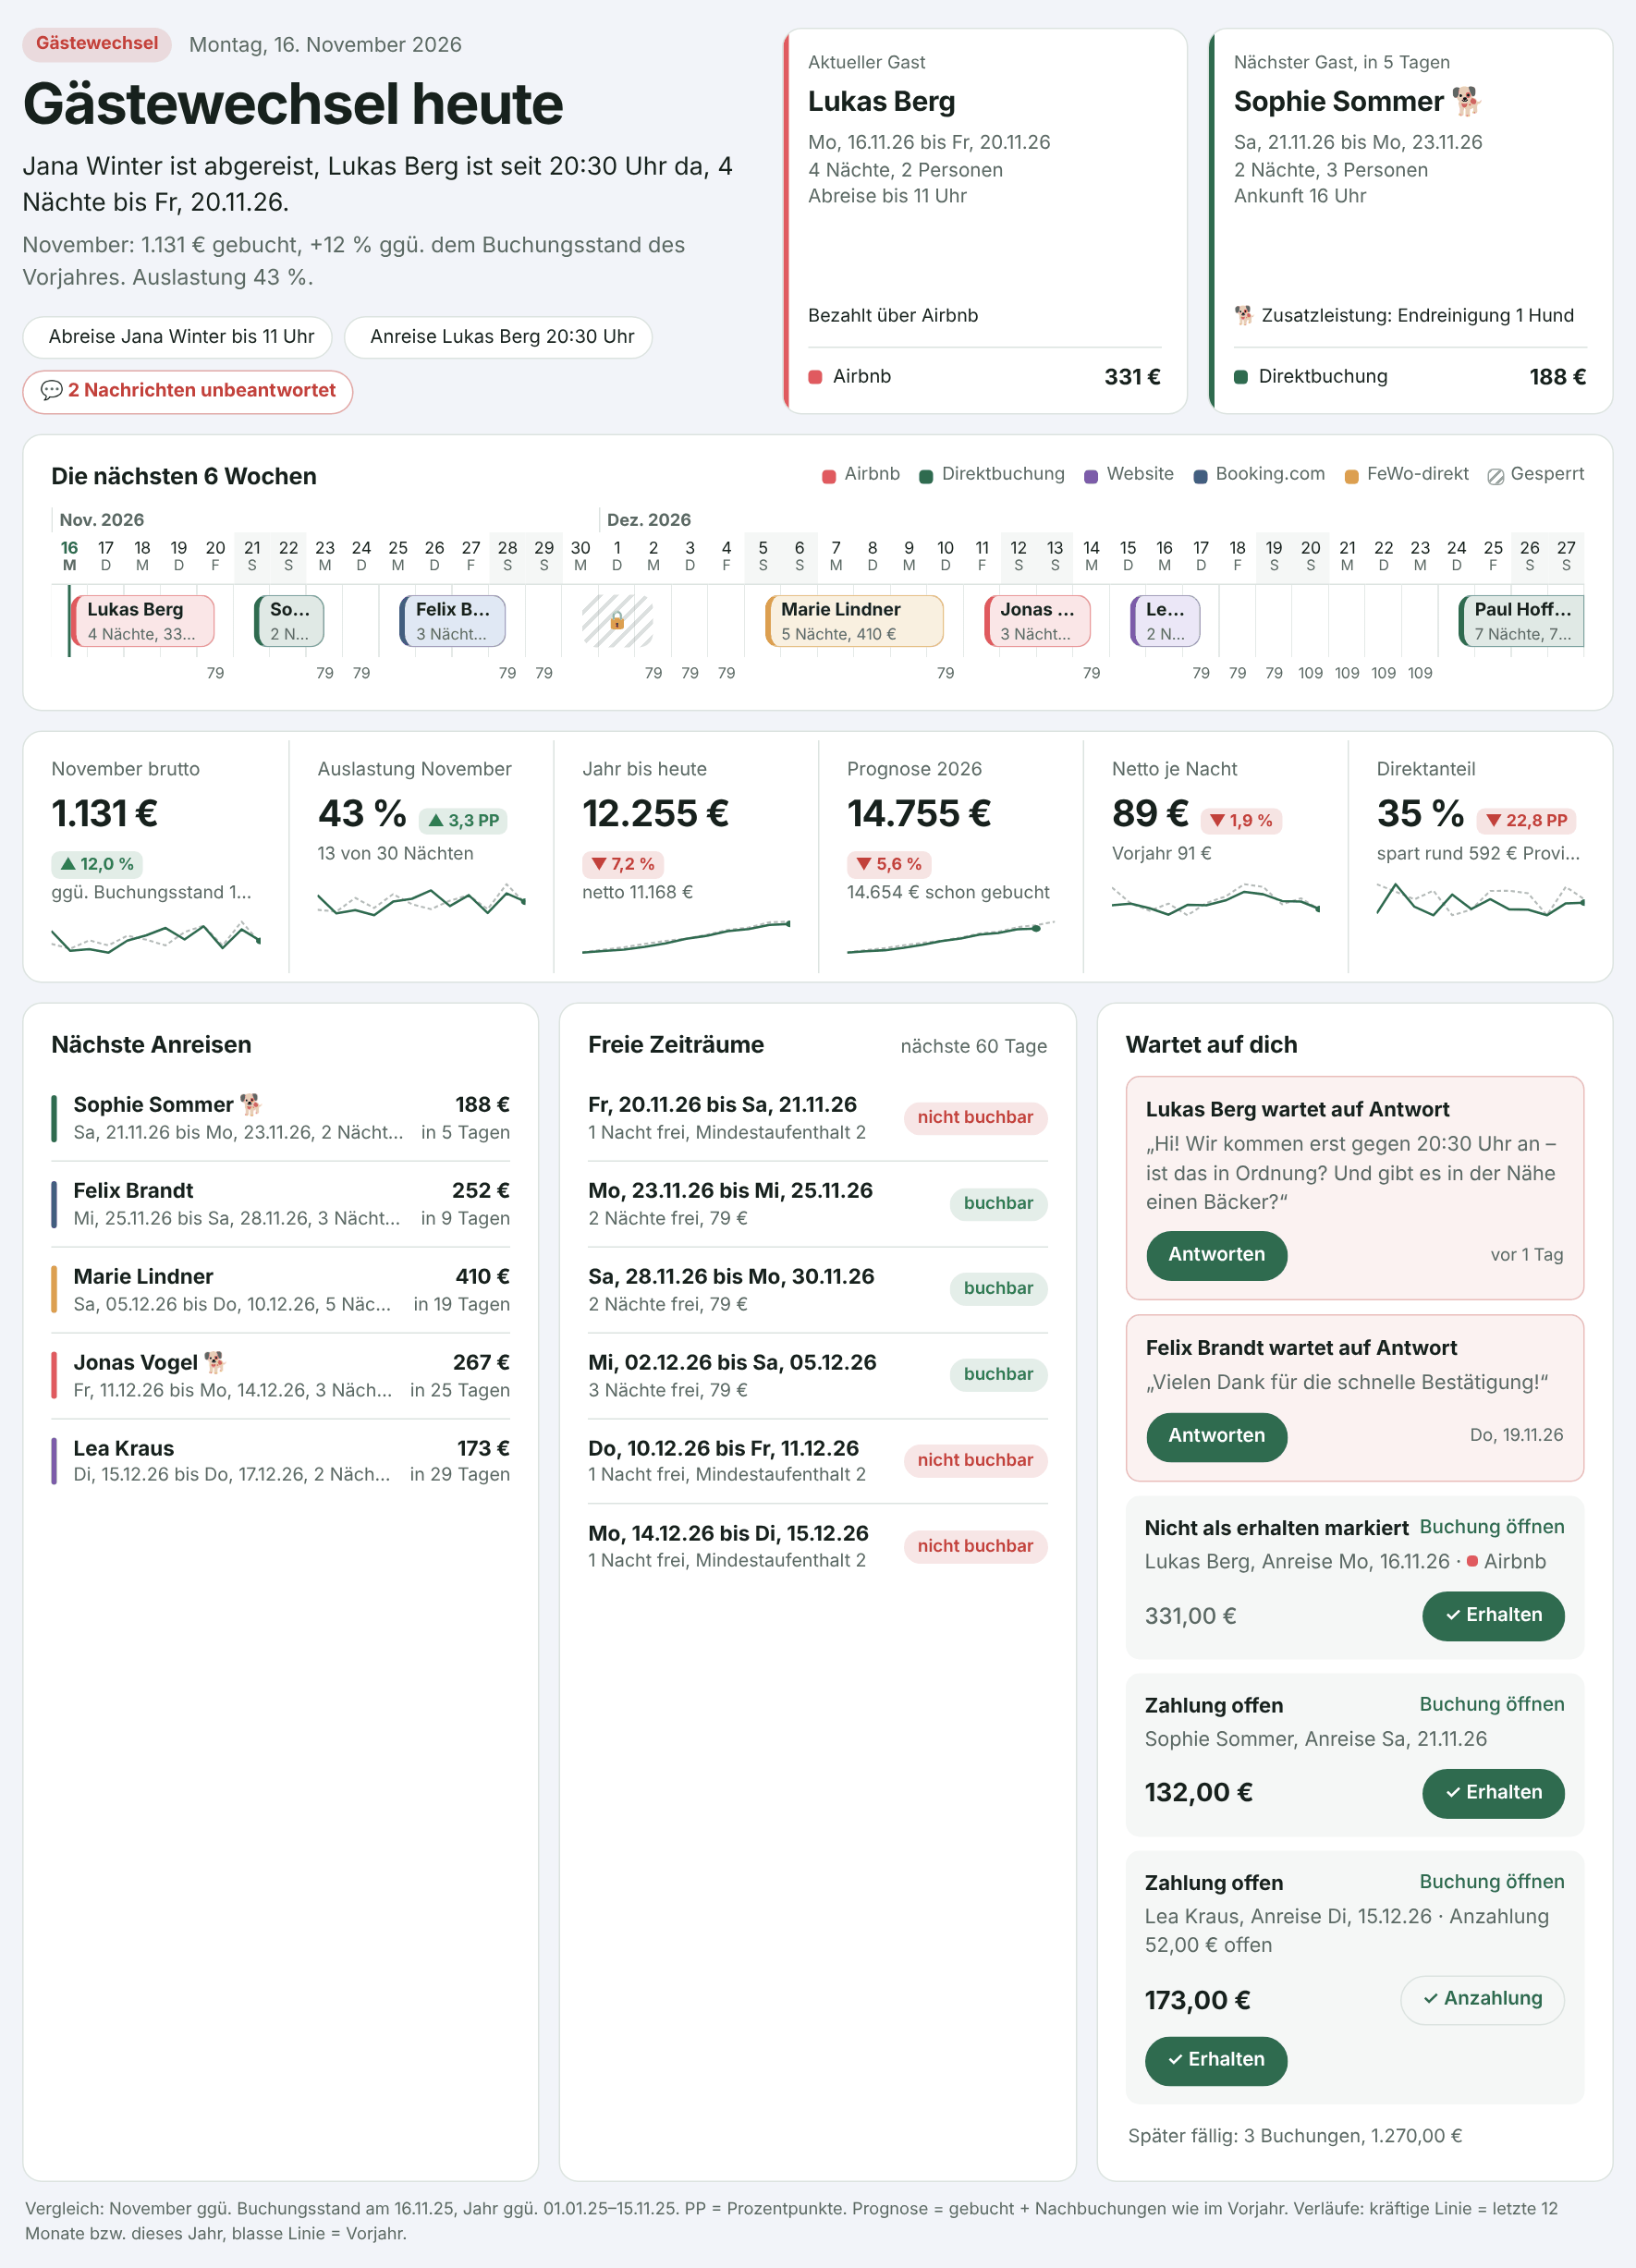 Gästewechsel Montag, 16. November 2026
Gästewechsel heute
Jana Winter ist abgereist, Lukas Berg ist seit 20:30 Uhr da, 4
Nächte bis Fr, 20.11.26.
November: 1.131 € gebucht, +12 % ggü. dem Buchungsstand des
Vorjahres. Auslastung 43 %.
Abreise Jana Winter bis 11 Uhr
Anreise Lukas Berg 20:30 Uhr
💬 2 Nachrichten unbeantwortet
Aktueller Gast
Lukas Berg
Mo, 16.11.26 bis Fr, 20.11.26
4 Nächte, 2 Personen
Abreise bis 11 Uhr
Bezahlt über Airbnb
Airbnb 331 €
Nächster Gast, in 5 Tagen
Sophie Sommer 🐕
Sa, 21.11.26 bis Mo, 23.11.26
2 Nächte, 3 Personen
Ankunft 16 Uhr
🐕 Zusatzleistung: Endreinigung 1 Hund
Direktbuchung 188 €
Die nächsten 6 Wochen
Airbnb Direktbuchung Website Booking.com FeWo-direkt Gesperrt
Nov. 2026 Dez. 2026
16 17 18 19 20 21 22 23 24 25 26 27 28 29 30 1 2 3 4 5 6 7 8 9 10 11 12 13 14 15 16 17 18 19 20 21 22 23 24 25 26 27
M D M D F S S M D M D F S S M D M D F S S M D M D F S S M D M D F S S M D M D F S S
Lukas Berg So… Felix B… Marie Lindner Jonas … Le… Paul Hoff…
4 Nächte, 33… 2 N… 3 Nächt… 5 Nächte, 410 € 3 Nächt… 2 N… 7 Nächte, 7…
79 79 79 79 79 79 79 79 79 79 79 79 79 109 109 109 109
November brutto
1.131 €
▲ 12,0 %
ggü. Buchungsstand 1…
Auslastung November
43 % ▲ 3,3 PP
13 von 30 Nächten
Jahr bis heute
12.255 €
▼ 7,2 %
netto 11.168 €
Prognose 2026
14.755 €
▼ 5,6 %
14.654 € schon gebucht
Netto je Nacht
89 € ▼ 1,9 %
Vorjahr 91 €
Direktanteil
35 % ▼ 22,8 PP
spart rund 592 € Provi…
Nächste Anreisen
Sophie Sommer 🐕 188 €
Sa, 21.11.26 bis Mo, 23.11.26, 2 Nächt… in 5 Tagen
Felix Brandt 252 €
Mi, 25.11.26 bis Sa, 28.11.26, 3 Nächt… in 9 Tagen
Marie Lindner 410 €
Sa, 05.12.26 bis Do, 10.12.26, 5 Näc… in 19 Tagen
Jonas Vogel 🐕 267 €
Fr, 11.12.26 bis Mo, 14.12.26, 3 Näch… in 25 Tagen
Lea Kraus 173 €
Di, 15.12.26 bis Do, 17.12.26, 2 Näch… in 29 Tagen
Freie Zeiträume nächste 60 Tage
Fr, 20.11.26 bis Sa, 21.11.26
1 Nacht frei, Mindestaufenthalt 2
nicht buchbar
Mo, 23.11.26 bis Mi, 25.11.26
2 Nächte frei, 79 €
buchbar
Sa, 28.11.26 bis Mo, 30.11.26
2 Nächte frei, 79 €
buchbar
Mi, 02.12.26 bis Sa, 05.12.26
3 Nächte frei, 79 €
buchbar
Do, 10.12.26 bis Fr, 11.12.26
1 Nacht frei, Mindestaufenthalt 2
nicht buchbar
Mo, 14.12.26 bis Di, 15.12.26
1 Nacht frei, Mindestaufenthalt 2
nicht buchbar
Wartet auf dich
Lukas Berg wartet auf Antwort
„Hi! Wir kommen erst gegen 20:30 Uhr an –
ist das in Ordnung? Und gibt es in der Nähe
einen Bäcker?“
Antworten vor 1 Tag
Felix Brandt wartet auf Antwort
„Vielen Dank für die schnelle Bestätigung!“
Antworten Do, 19.11.26
Nicht als erhalten markiert Buchung öffnen
Lukas Berg, Anreise Mo, 16.11.26 · Airbnb
331,00 € ✓ Erhalten
Zahlung offen Buchung öffnen
Sophie Sommer, Anreise Sa, 21.11.26
132,00 € ✓ Erhalten
Zahlung offen Buchung öffnen
Lea Kraus, Anreise Di, 15.12.26 · Anzahlung
52,00 € offen
173,00 € ✓ Anzahlung
✓ Erhalten
Später fällig: 3 Buchungen, 1.270,00 €
Vergleich: November ggü. Buchungsstand am 16.11.25, Jahr ggü. 01.01.25–15.11.25. PP = Prozentpunkte. Prognose = gebucht + Nachbuchungen wie im Vorjahr. Verläufe: kräftige Linie = letzte 12
Monate bzw. dieses Jahr, blasse Linie = Vorjahr.